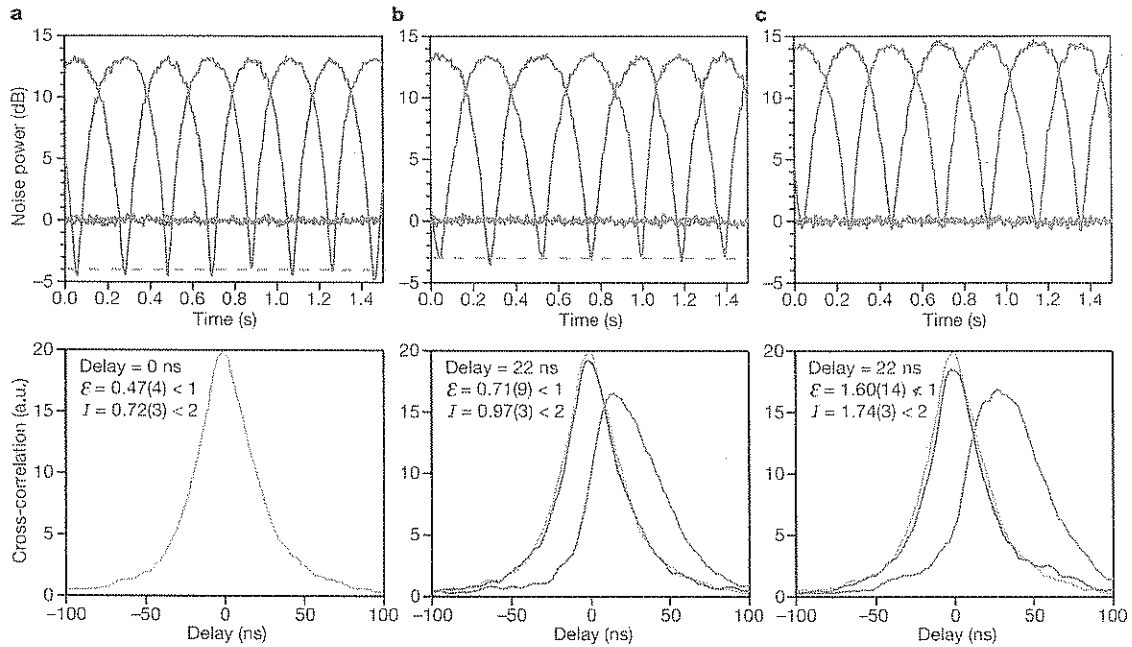 a
b
c
Noise power (dB)
15
10
5
0
−5
0.0 0.2 0.4 0.6 0.8 1.0 1.2 1.4
Time (s)
15
10
5
0
−5
0.0 0.2 0.4 0.6 0.8 1.0 1.2 1.4
Time (s)
15
10
5
0
−5
0.0 0.2 0.4 0.6 0.8 1.0 1.2 1.4
Time (s)
Cross-correlation (a.u.)
20
15
10
5
0
Delay = 0 ns
ℰ = 0.47(4) < 1
I = 0.72(3) < 2
−100 −50 0 50 100
Delay (ns)
20
15
10
5
0
Delay = 22 ns
ℰ = 0.71(9) < 1
I = 0.97(3) < 2
−100 −50 0 50 100
Delay (ns)
20
15
10
5
0
Delay = 22 ns
ℰ = 1.60(14) ≮ 1
I = 1.74(3) < 2
−100 −50 0 50 100
Delay (ns)